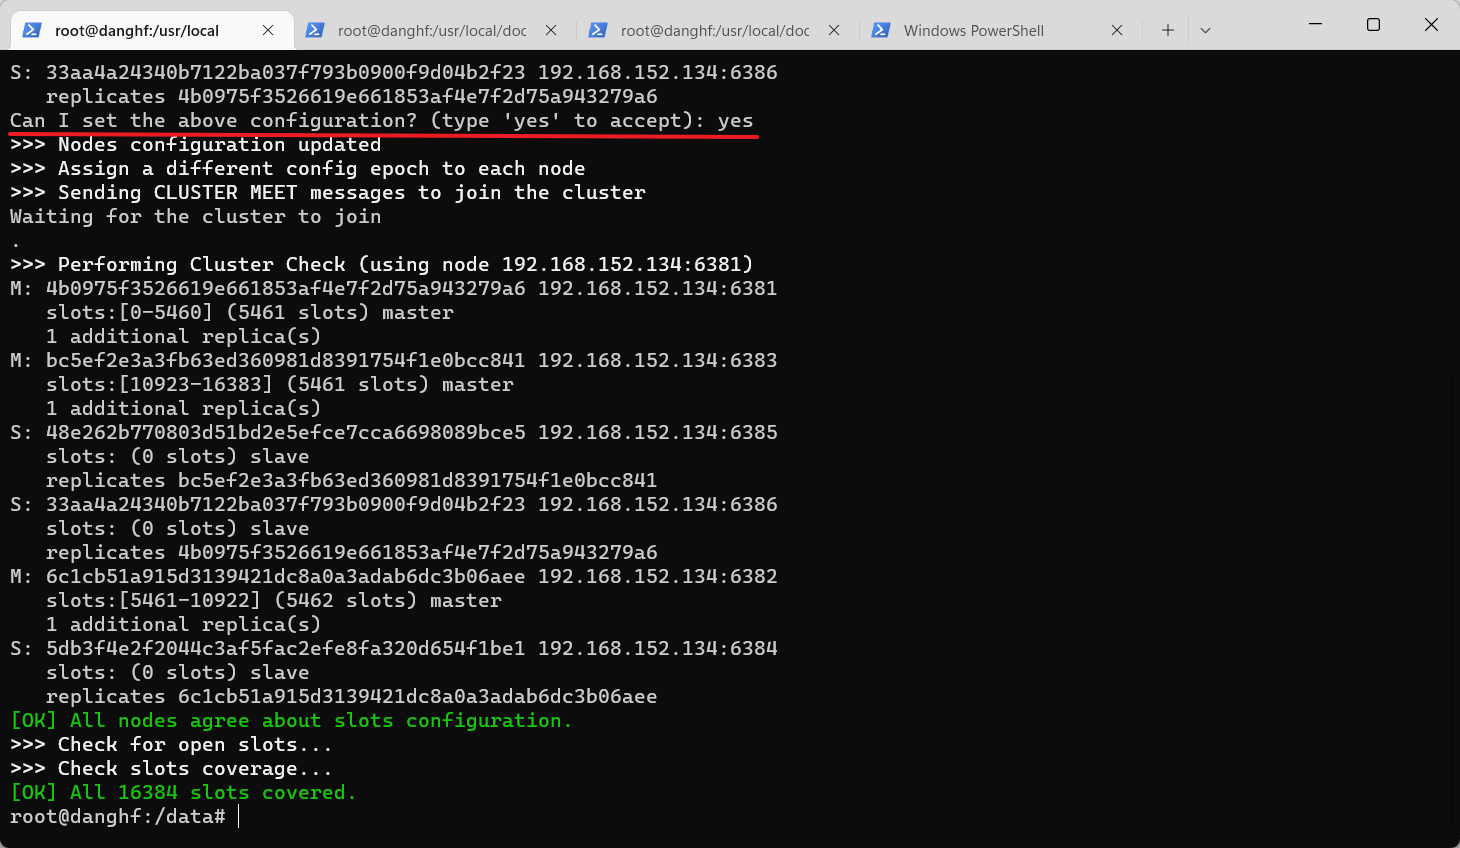 root@danghf:/usr/local
root@danghf:/usr/local/doc
root@danghf:/usr/local/doc
Windows PowerShell
S: 33aa4a24340b7122ba037f793b0900f9d04b2f23 192.168.152.134:6386
   replicates 4b0975f3526619e661853af4e7f2d75a943279a6
Can I set the above configuration? (type 'yes' to accept): yes
>>> Nodes configuration updated
>>> Assign a different config epoch to each node
>>> Sending CLUSTER MEET messages to join the cluster
Waiting for the cluster to join
.
>>> Performing Cluster Check (using node 192.168.152.134:6381)
M: 4b0975f3526619e661853af4e7f2d75a943279a6 192.168.152.134:6381
   slots:[0-5460] (5461 slots) master
   1 additional replica(s)
M: bc5ef2e3a3fb63ed360981d8391754f1e0bcc841 192.168.152.134:6383
   slots:[10923-16383] (5461 slots) master
   1 additional replica(s)
S: 48e262b770803d51bd2e5efce7cca6698089bce5 192.168.152.134:6385
   slots: (0 slots) slave
   replicates bc5ef2e3a3fb63ed360981d8391754f1e0bcc841
S: 33aa4a24340b7122ba037f793b0900f9d04b2f23 192.168.152.134:6386
   slots: (0 slots) slave
   replicates 4b0975f3526619e661853af4e7f2d75a943279a6
M: 6c1cb51a915d3139421dc8a0a3adab6dc3b06aee 192.168.152.134:6382
   slots:[5461-10922] (5462 slots) master
   1 additional replica(s)
S: 5db3f4e2f2044c3af5fac2efe8fa320d654f1be1 192.168.152.134:6384
   slots: (0 slots) slave
   replicates 6c1cb51a915d3139421dc8a0a3adab6dc3b06aee
[OK] All nodes agree about slots configuration.
>>> Check for open slots...
>>> Check slots coverage...
[OK] All 16384 slots covered.
root@danghf:/data#